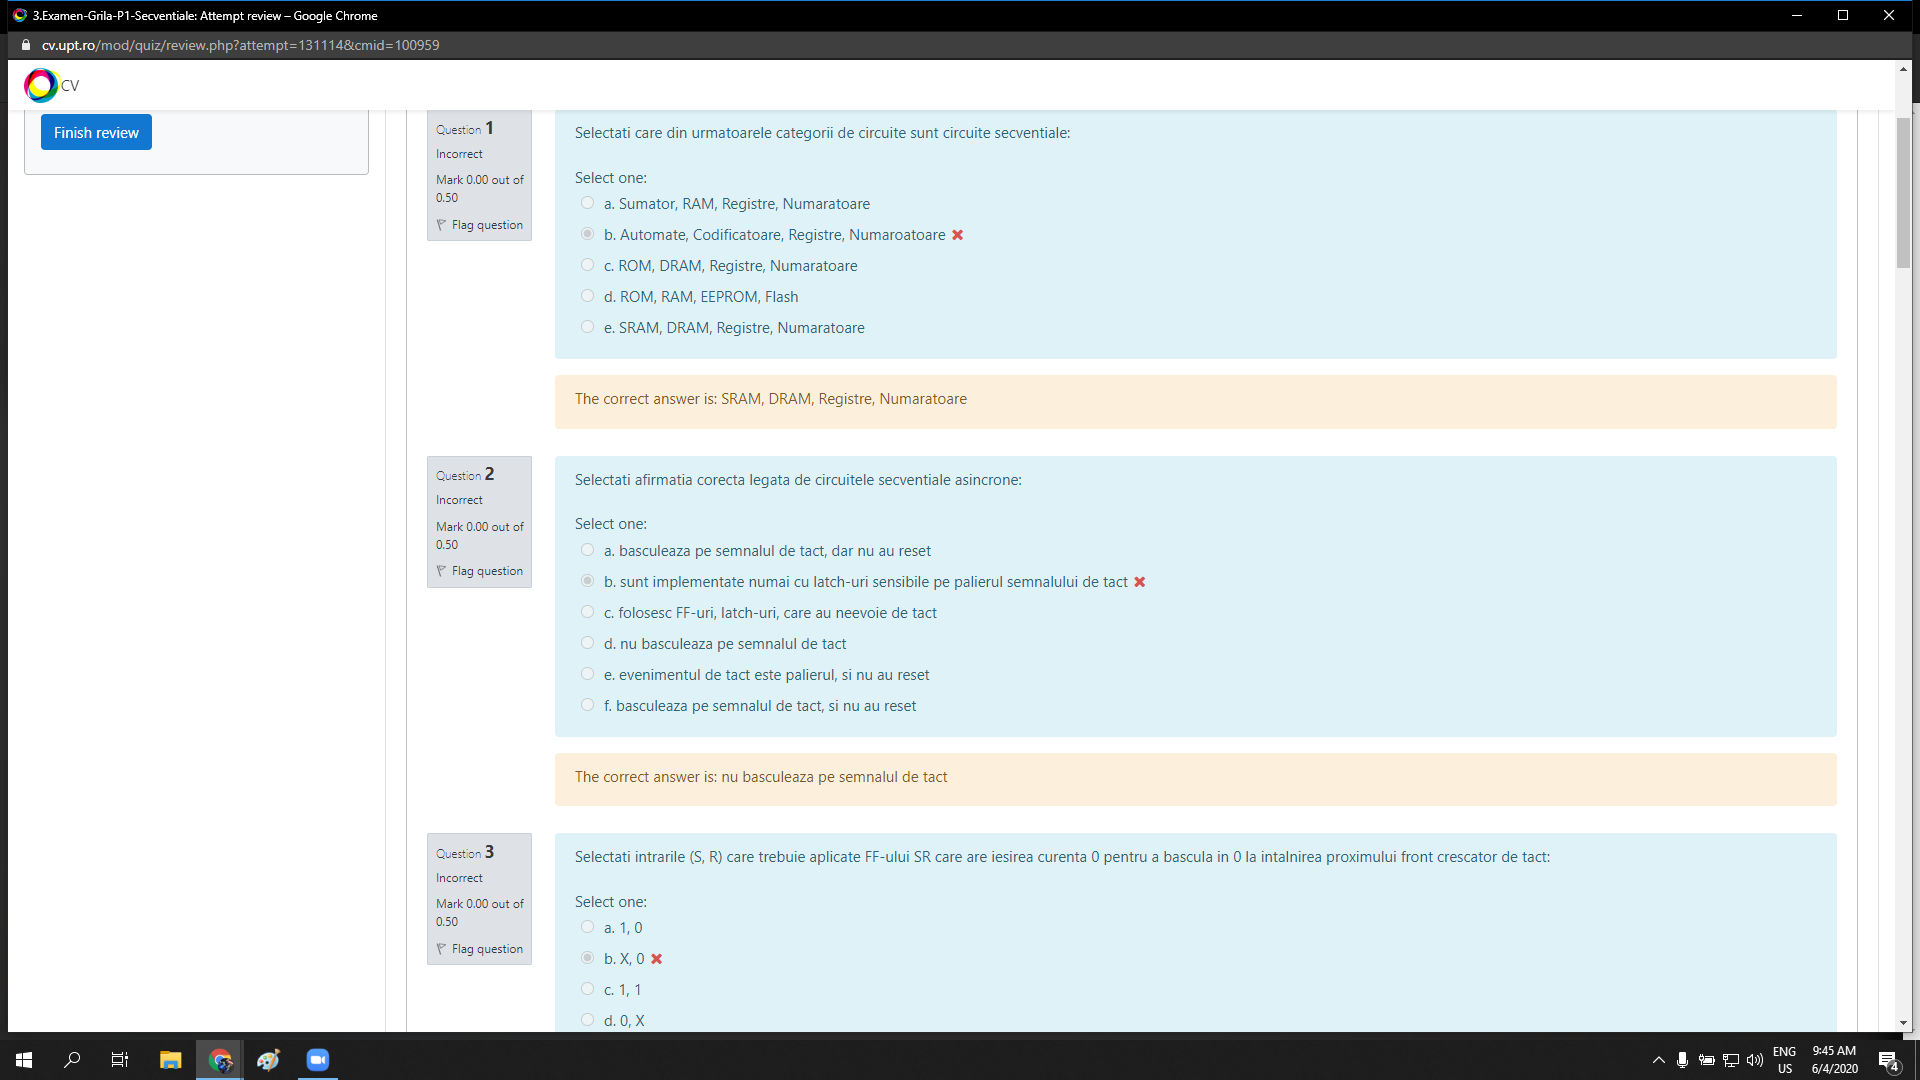 3.Examen-Grila-P1-Secventiale: Attempt review – Google Chrome
cv.upt.ro/mod/quiz/review.php?attempt=131114&cmid=100959
CV
Finish review
Question 1
Incorrect
Mark 0.00 out of
0.50
Flag question
Selectati care din urmatoarele categorii de circuite sunt circuite secventiale:
Select one:
a. Sumator, RAM, Registre, Numaratoare
b. Automate, Codificatoare, Registre, Numaroatoare
c. ROM, DRAM, Registre, Numaratoare
d. ROM, RAM, EEPROM, Flash
e. SRAM, DRAM, Registre, Numaratoare
The correct answer is: SRAM, DRAM, Registre, Numaratoare
Question 2
Incorrect
Mark 0.00 out of
0.50
Flag question
Selectati afirmatia corecta legata de circuitele secventiale asincrone:
Select one:
a. basculeaza pe semnalul de tact, dar nu au reset
b. sunt implementate numai cu latch-uri sensibile pe palierul semnalului de tact
c. folosesc FF-uri, latch-uri, care au neevoie de tact
d. nu basculeaza pe semnalul de tact
e. evenimentul de tact este palierul, si nu au reset
f. basculeaza pe semnalul de tact, si nu au reset
The correct answer is: nu basculeaza pe semnalul de tact
Question 3
Incorrect
Mark 0.00 out of
0.50
Flag question
Selectati intrarile (S, R) care trebuie aplicate FF-ului SR care are iesirea curenta 0 pentru a bascula in 0 la intalnirea proximului front crescator de tact:
Select one:
a. 1, 0
b. X, 0
c. 1, 1
d. 0, X
ENG
US
9:45 AM
6/4/2020
4